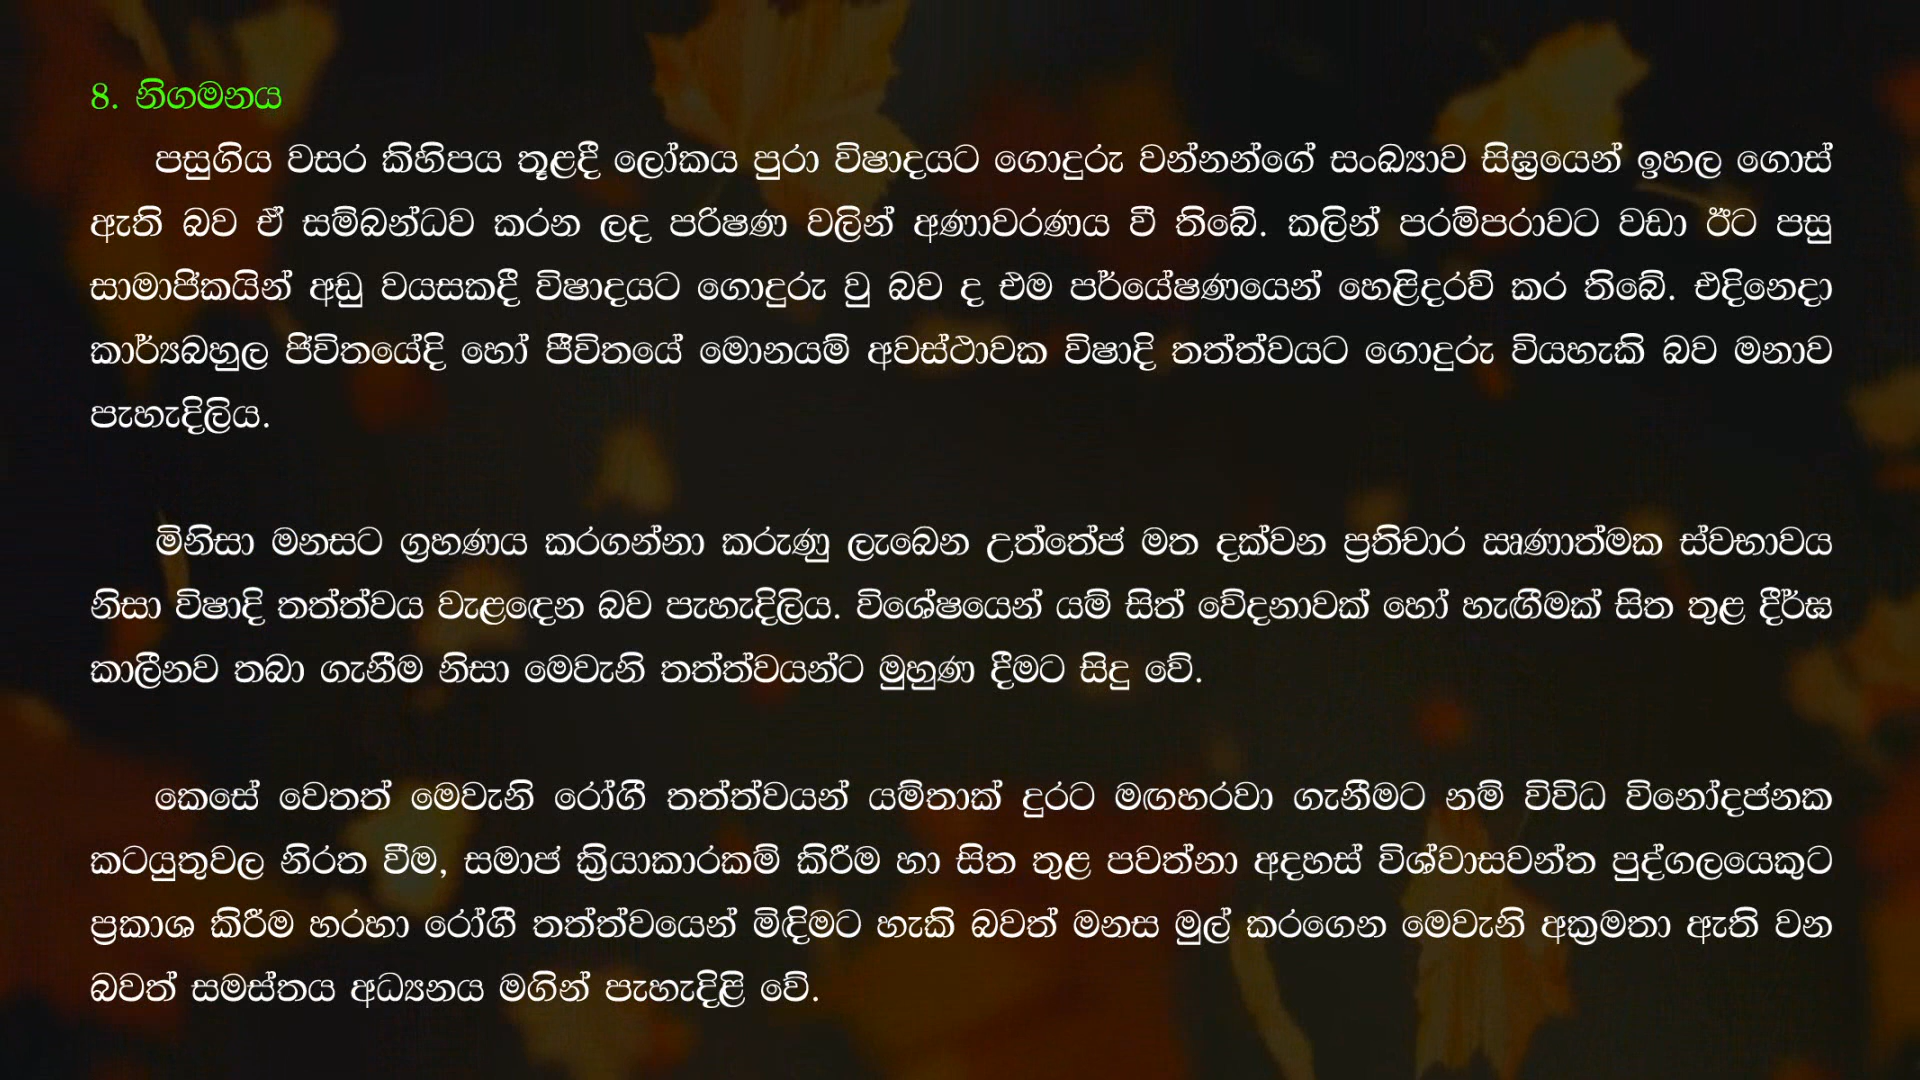 8. නිගමනය
පසුගිය වසර කිහිපය තුළදී ලෝකය පුරා විෂාදයට ගොදුරු වන්නන්ගේ සංඛ්‍යාව සිඝ්‍රයෙන් ඉහල ගොස්
ඇති බව ඒ සම්බන්ධව කරන ලද පරිෂණ වලින් අණාවරණය වී තිබේ. කලින් පරම්පරාවට වඩා ඊට පසු
සාමාජිකයින් අඩු වයසකදී විෂාදයට ගොදුරු වු බව ද එම පර්යේෂණයෙන් හෙළිදරව් කර තිබේ. එදිනෙදා
කාර්‍යබහුල ජිවිතයේදි හෝ ජීවිතයේ මොනයම් අවස්ථාවක විෂාදි තත්ත්වයට ගොදුරු වියහැකි බව මනාව
පැහැදිලිය.
මිනිසා මනසට ග්‍රහණය කරගන්නා කරුණු ලැබෙන උත්තේජ මත දක්වන ප්‍රතිචාර ඍණාත්මක ස්වභාවය
නිසා විෂාදි තත්ත්වය වැළඳෙන බව පැහැදිලිය. විශේෂයෙන් යම් සිත් වේදනාවක් හෝ හැඟීමක් සිත තුළ දීර්ඝ
කාලීනව තබා ගැනීම නිසා මෙවැනි තත්ත්වයන්ට මුහුණ දීමට සිදු වේ.
කෙසේ වෙතත් මෙවැනි රෝගී තත්ත්වයන් යම්තාක් දුරට මඟහරවා ගැනීමට නම් විවිධ විනෝදජනක
කටයුතුවල නිරත වීම, සමාජ ක්‍රියාකාරකම් කිරීම හා සිත තුළ පවත්නා අදහස් විශ්වාසවන්ත පුද්ගලයෙකුට
ප්‍රකාශ කිරීම හරහා රෝගී තත්ත්වයෙන් මිඳිමට හැකි බවත් මනස මුල් කරගෙන මෙවැනි අක්‍රමතා ඇති වන
බවත් සමස්තය අධ්‍යනය මගින් පැහැදිළි වේ.